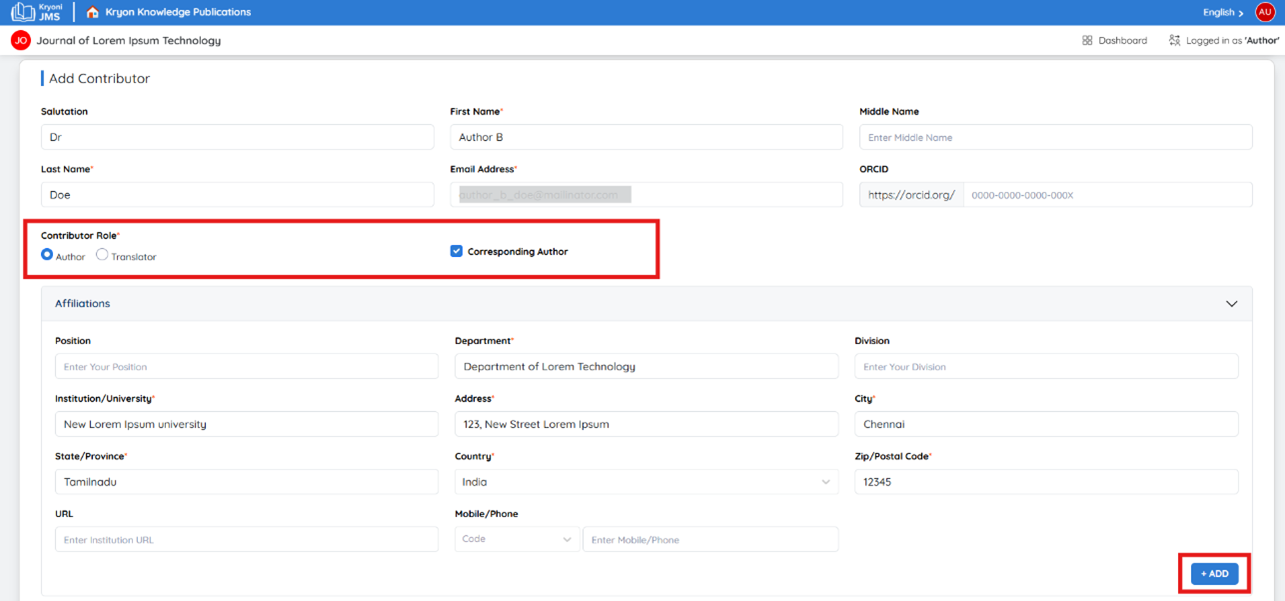 Kryoni
JMS
Kryon Knowledge Publications
English
AU
JO
Journal of Lorem Ipsum Technology
Dashboard
Logged in as 'Author'
Add Contributor
Salutation
First Name*
Middle Name
Dr
Author B
Enter Middle Name
Last Name*
Email Address*
ORCID
Doe
author_b_doe@mailinator.com
https://orcid.org/
0000-0000-0000-000X
Contributor Role*
Author
Translator
Corresponding Author
Affiliations
Position
Department*
Division
Enter Your Position
Department of Lorem Technology
Enter Your Division
Institution/University*
Address*
City*
New Lorem Ipsum university
123, New Street Lorem Ipsum
Chennai
State/Province*
Country*
Zip/Postal Code*
Tamilnadu
India
12345
URL
Mobile/Phone
Enter Institution URL
Code
Enter Mobile/Phone
+ ADD